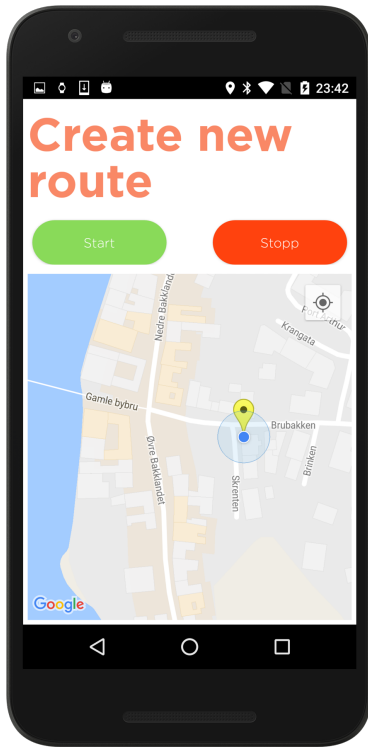 23:42
Create new
route
Start
Stopp
Nedre Bakklandet
Krangata
Gamle bybru
Brubakken
Øvre Bakklandet
Skrenten
Brinken
Google